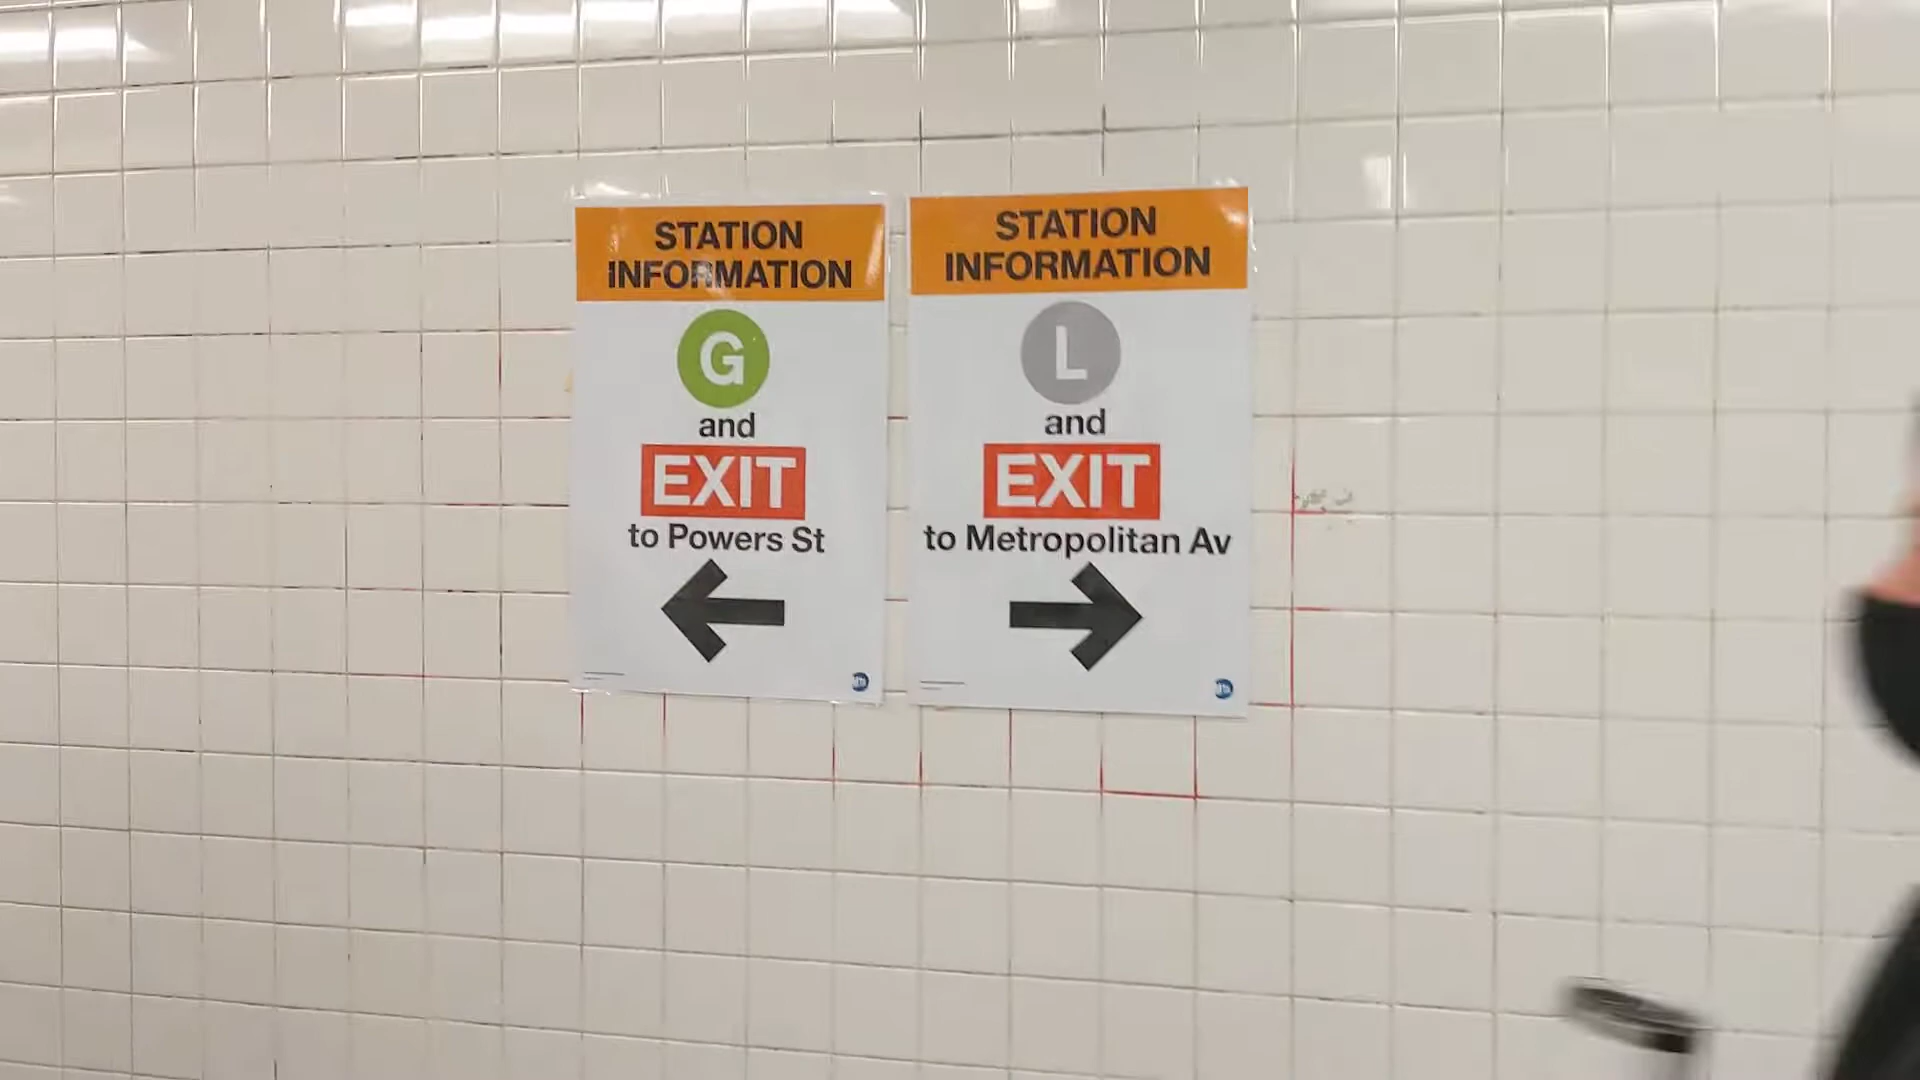 STATION
INFORMATION
G
and
EXIT
to Powers St
STATION
INFORMATION
L
and
EXIT
to Metropolitan Av